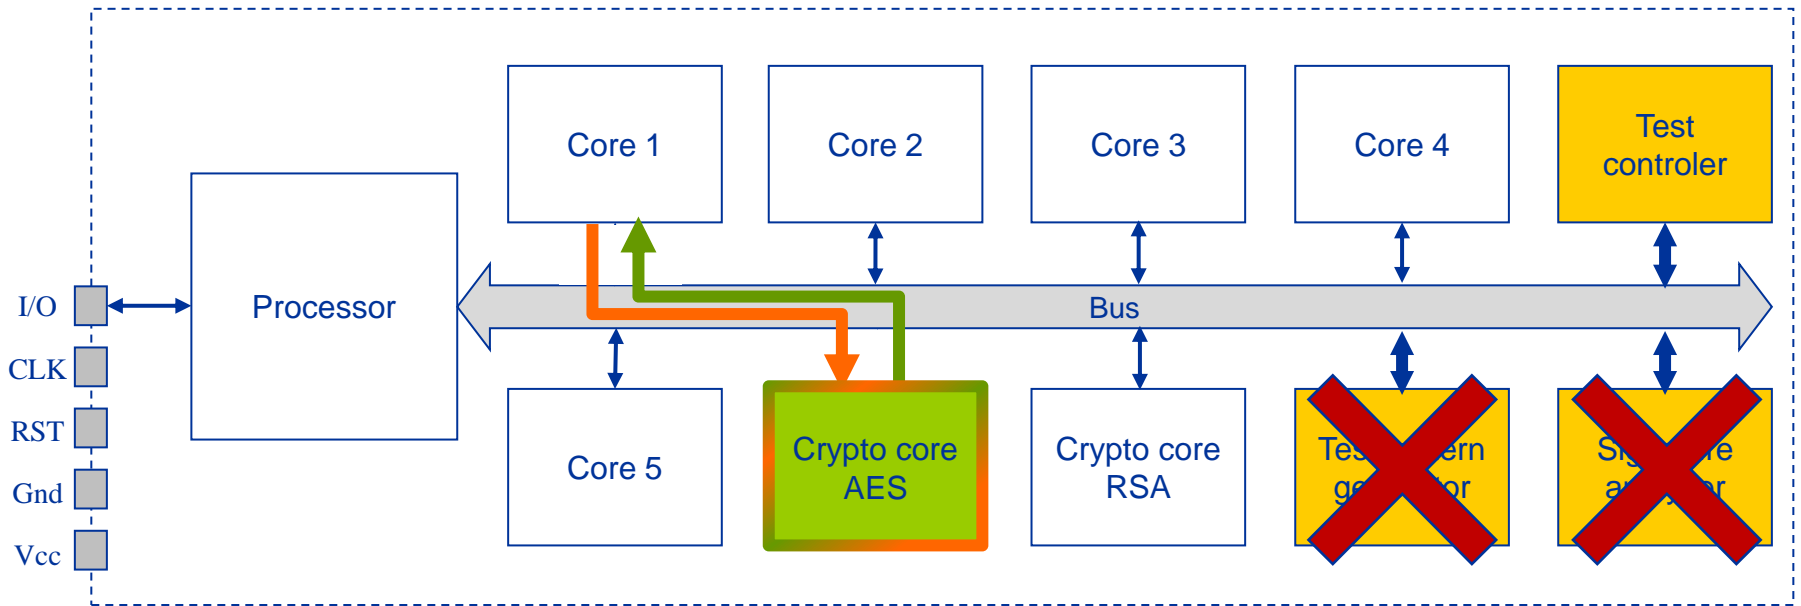 Core 1
Core 2
Core 3
Core 4
Test
controler
Processor
Bus
I/O
CLK
RST
Gnd
Vcc
Core 5
Crypto core
AES
Crypto core
RSA